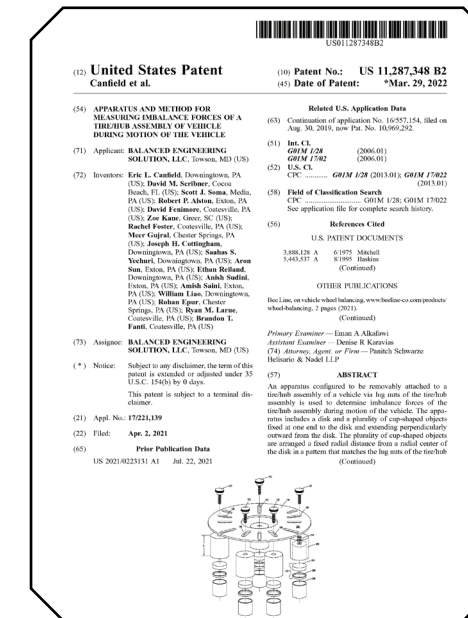 US011287348B2
(12) United States Patent
Canfield et al.
(10) Patent No.: US 11,287,348 B2
(45) Date of Patent: *Mar. 29, 2022
(54) APPARATUS AND METHOD FOR
MEASURING IMBALANCE FORCES OF A
TIRE/HUB ASSEMBLY OF VEHICLE
DURING MOTION OF THE VEHICLE
(71) Applicant: BALANCED ENGINEERING
SOLUTION, LLC, Towson, MD (US)
(72) Inventors: Eric L. Canfield, Downingtown, PA
(US); David M. Scribner, Cocoa
Beach, FL (US); Scott J. Soma, Media,
PA (US); Robert P. Alston, Exton, PA
(US); David Fenimore, Coatesville, PA
(US); Zoe Kane, Greer, SC (US);
Rachel Foster, Coatesville, PA (US);
Meer Gujral, Chester Springs, PA
(US); Joseph H. Cottingham,
Downingtown, PA (US); Saahas S.
Yechuri, Downingtown, PA (US); Aron
Sun, Exton, PA (US); Ethan Reiland,
Downingtown, PA (US); Anish Sudini,
Exton, PA (US); Amish Saini, Exton,
PA (US); William Liao, Downingtown,
PA (US); Rohan Epur, Chester
Springs, PA (US); Ryan M. Larue,
Coatesville, PA (US); Brandon T.
Fanti, Coatesville, PA (US)
(73) Assignee: BALANCED ENGINEERING
SOLUTION, LLC, Towson, MD (US)
( * ) Notice: Subject to any disclaimer, the term of this
patent is extended or adjusted under 35
U.S.C. 154(b) by 0 days.
This patent is subject to a terminal dis-
claimer.
(21) Appl. No.: 17/221,139
(22) Filed: Apr. 2, 2021
(65) Prior Publication Data
US 2021/0223131 A1 Jul. 22, 2021
Related U.S. Application Data
(63) Continuation of application No. 16/557,154, filed on
Aug. 30, 2019, now Pat. No. 10,969,292.
(51) Int. Cl.
G01M 1/28 (2006.01)
G01M 17/02 (2006.01)
(52) U.S. Cl.
CPC ............ G01M 1/28 (2013.01); G01M 17/022
(2013.01)
(58) Field of Classification Search
CPC ............................ G01M 1/28; G01M 17/022
See application file for complete search history.
(56) References Cited
U.S. PATENT DOCUMENTS
3,888,128 A 6/1975 Mitchell
5,443,537 A 8/1995 Haskins
(Continued)
OTHER PUBLICATIONS
Bee Line, on vehicle wheel balancing, www.beeline-co.com/products/
wheel-balancing, 2 pages (2021).
(Continued)
Primary Examiner — Eman A Alkafawi
Assistant Examiner — Denise R Karavias
(74) Attorney, Agent, or Firm — Panitch Schwarze
Belisario & Nadel LLP
(57) ABSTRACT
An apparatus configured to be removably attached to a
tire/hub assembly of a vehicle via lug nuts of the tire/hub
assembly is used to determine imbalance forces of the
tire/hub assembly during motion of the vehicle. The appa-
ratus includes a disk and a plurality of cup-shaped objects
fixed at one end to the disk and extending perpendicularly
outward from the disk. The plurality of cup-shaped objects
are arranged a fixed radial distance from a radial center of
the disk in a pattern that matches the lug nuts of the tire/hub
(Continued)